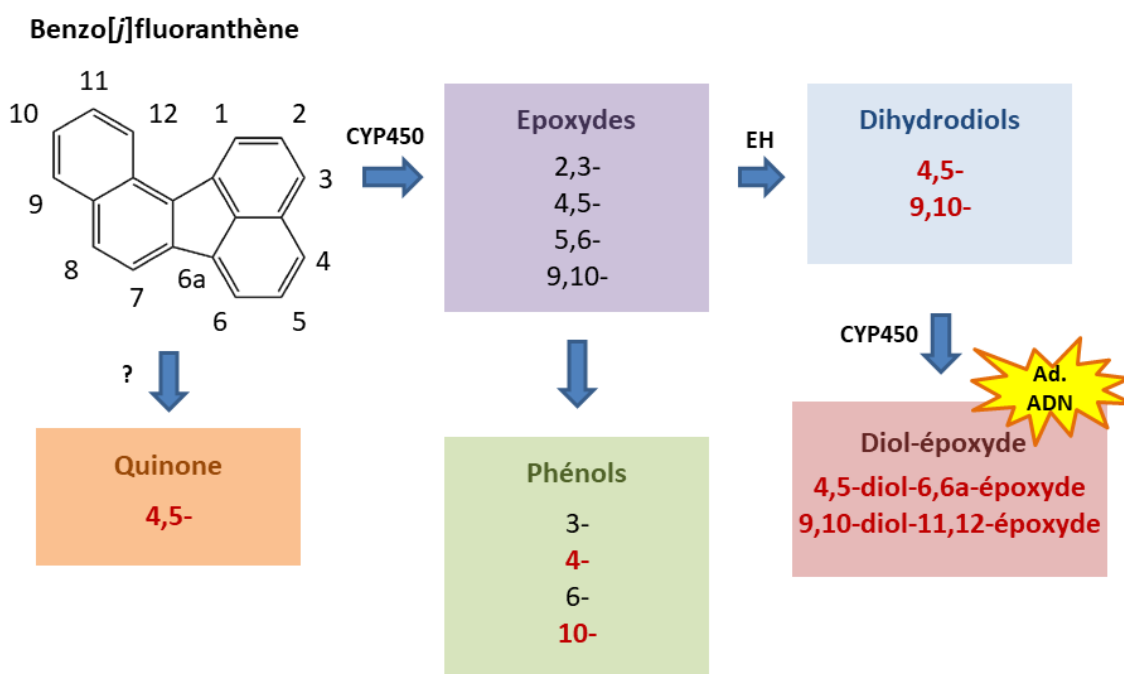 Benzo[j]fluoranthène
11
10
12
1
2
9
3
8
7
6a
4
6
5
CYP450
Epoxydes
2,3-
4,5-
5,6-
9,10-
EH
Dihydrodiols
4,5-
9,10-
?
Quinone
4,5-
Phénols
3-
4-
6-
10-
CYP450
Ad.
ADN
Diol-époxyde
4,5-diol-6,6a-époxyde
9,10-diol-11,12-époxyde